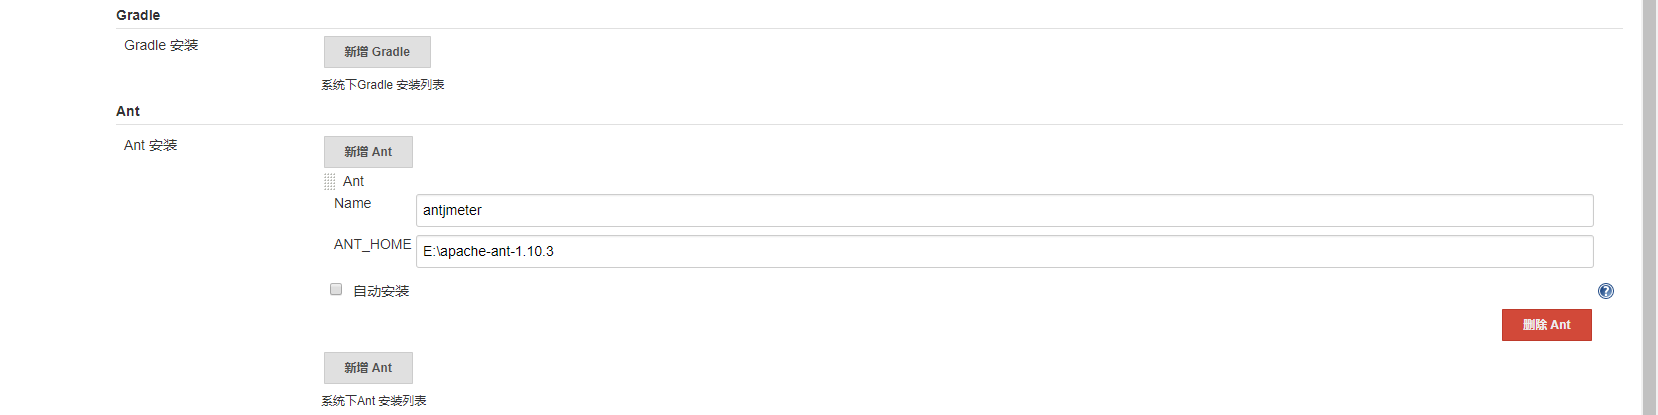 Gradle
Gradle 安装
新增 Gradle
系统下Gradle 安装列表
Ant
Ant 安装
新增 Ant
Ant
Name
antjmeter
ANT_HOME
E:\apache-ant-1.10.3
自动安装
?
删除 Ant
新增 Ant
系统下Ant 安装列表